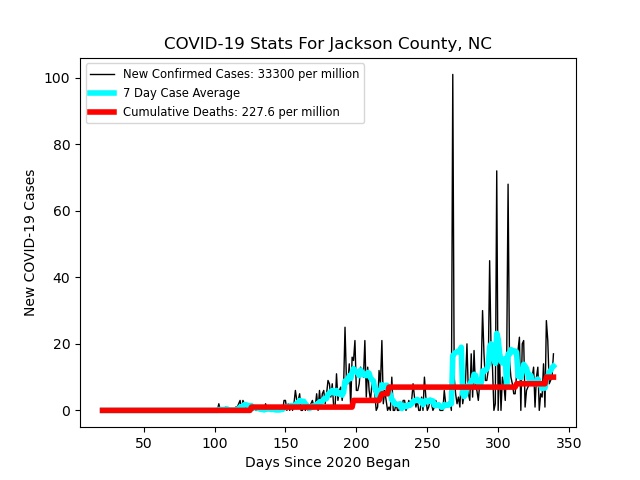 COVID-19 Stats For Jackson County, NC
New Confirmed Cases: 33300 per million
7 Day Case Average
Cumulative Deaths: 227.6 per million
New COVID-19 Cases
100
80
60
40
20
0
50 100 150 200 250 300 350
Days Since 2020 Began